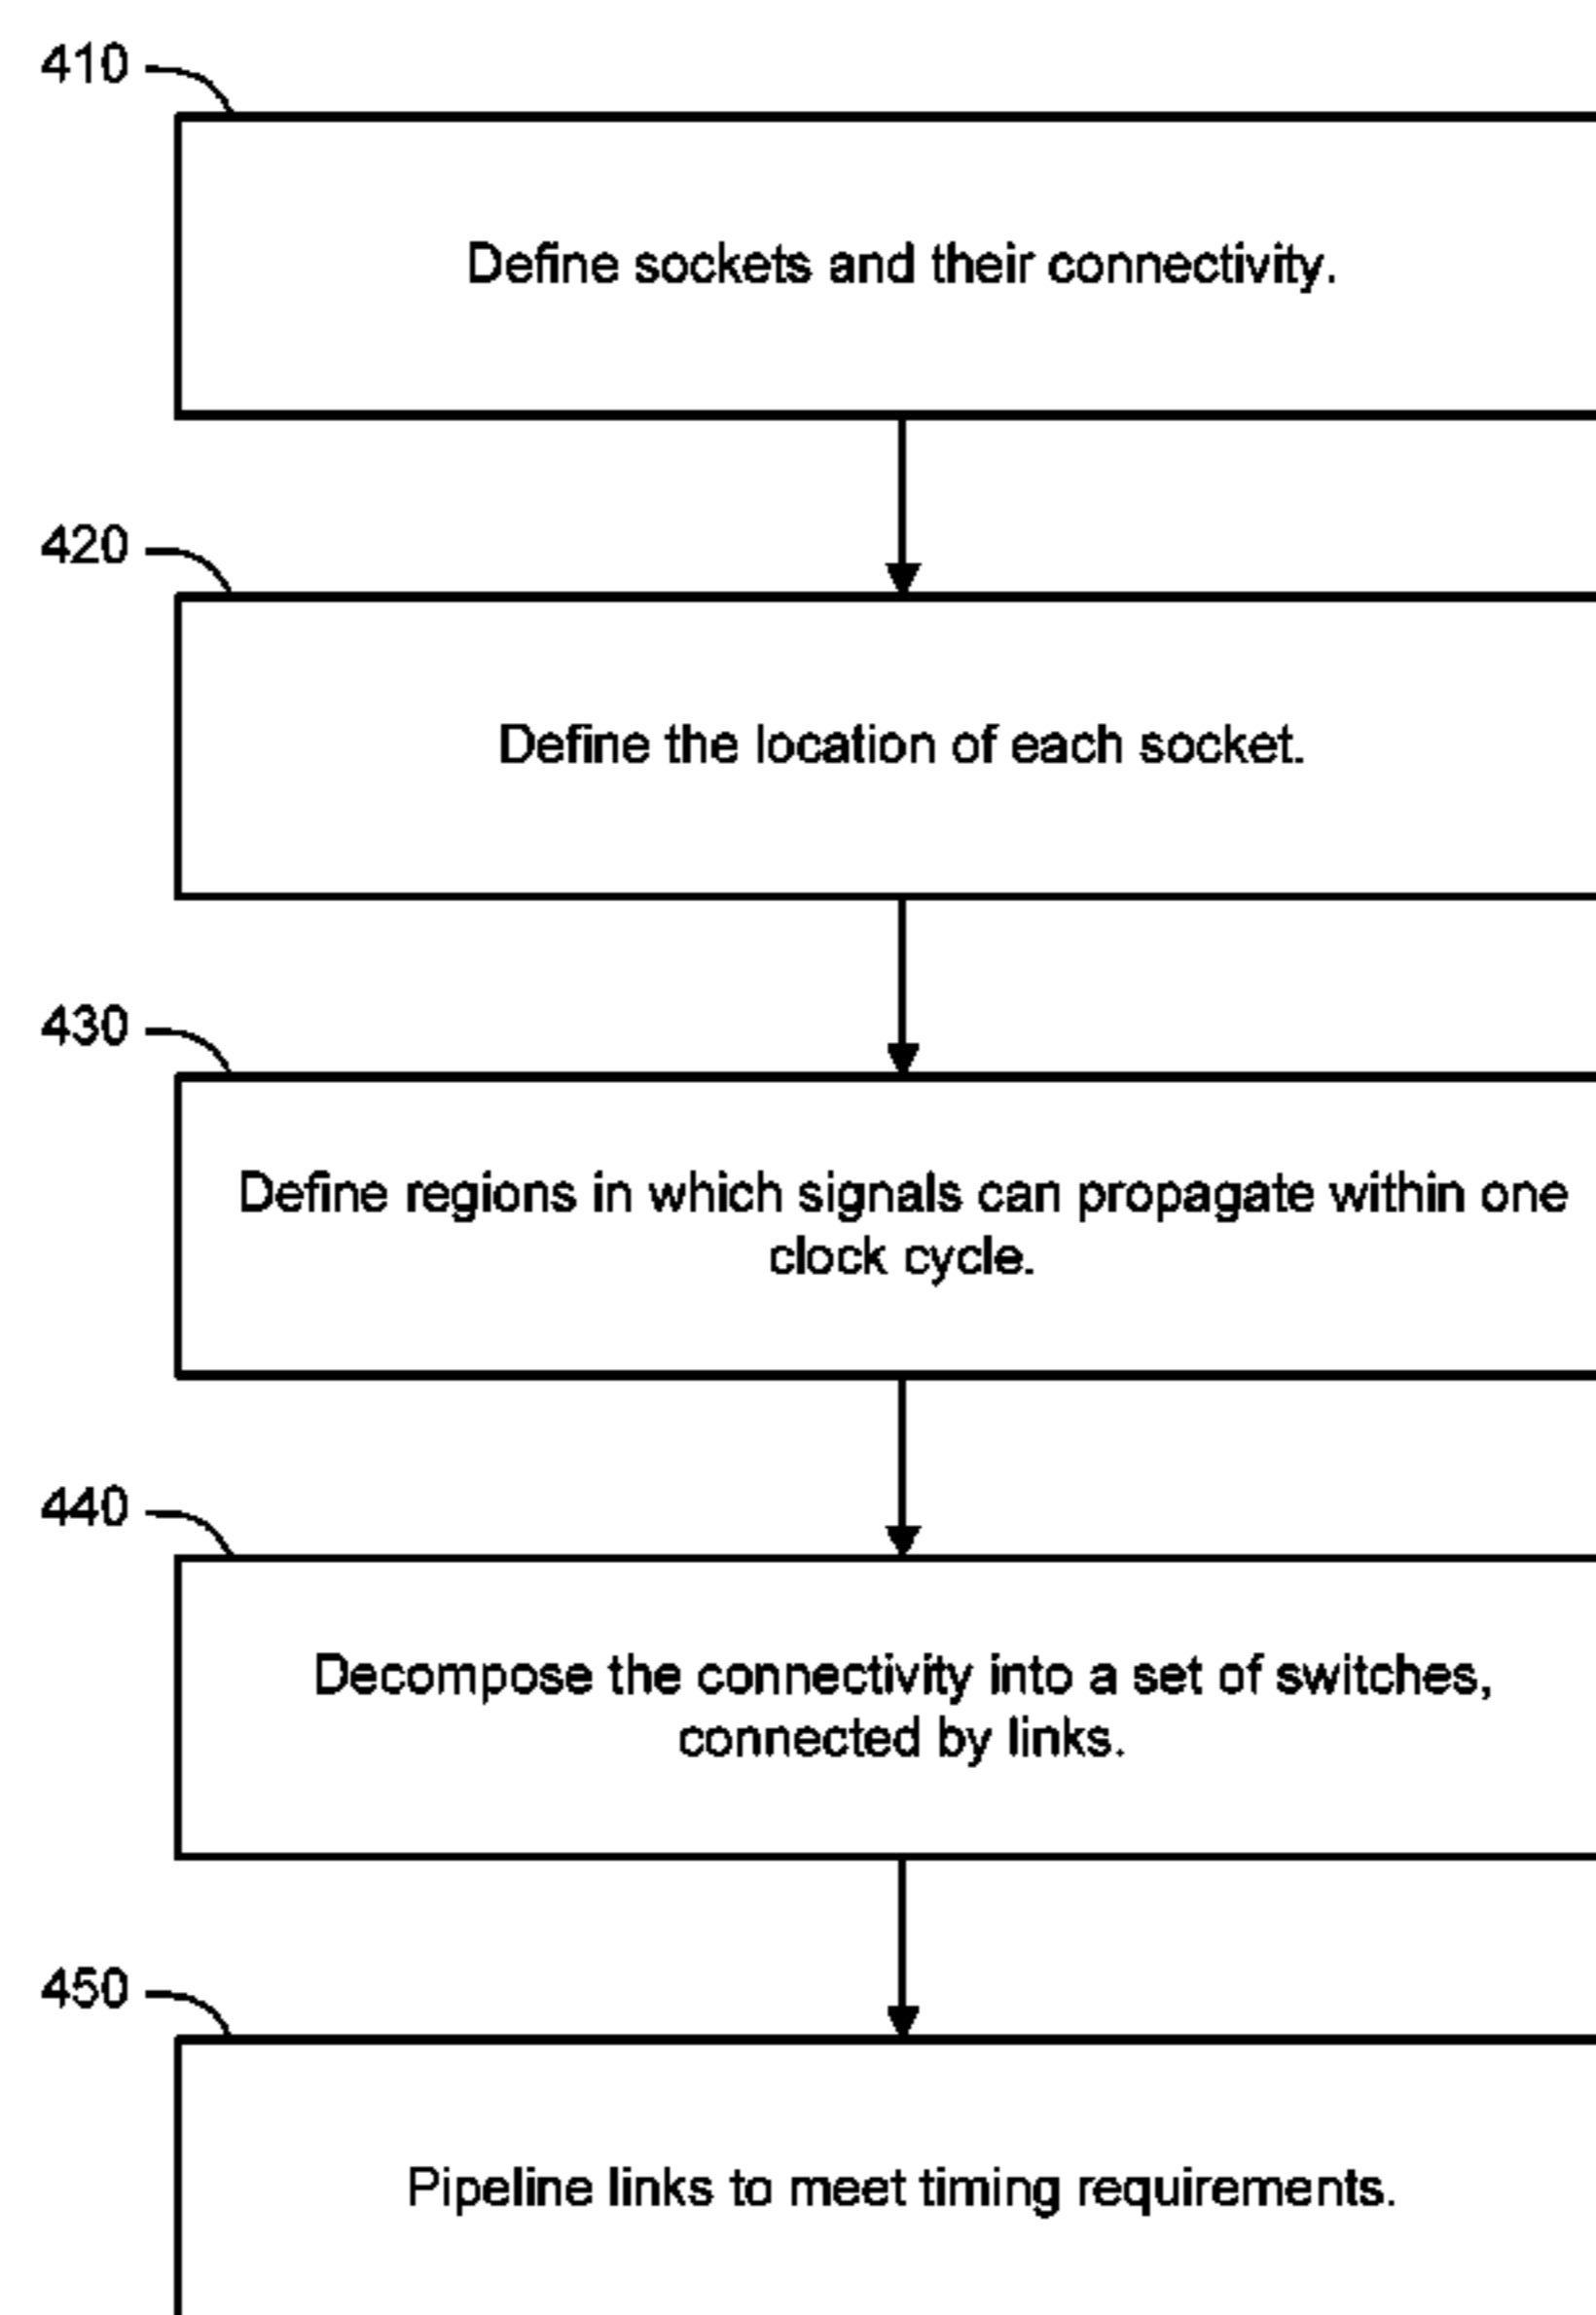 410
Define sockets and their connectivity.
420
Define the location of each socket.
430
Define regions in which signals can propagate within one
clock cycle.
440
Decompose the connectivity into a set of switches,
connected by links.
450
Pipeline links to meet timing requirements.